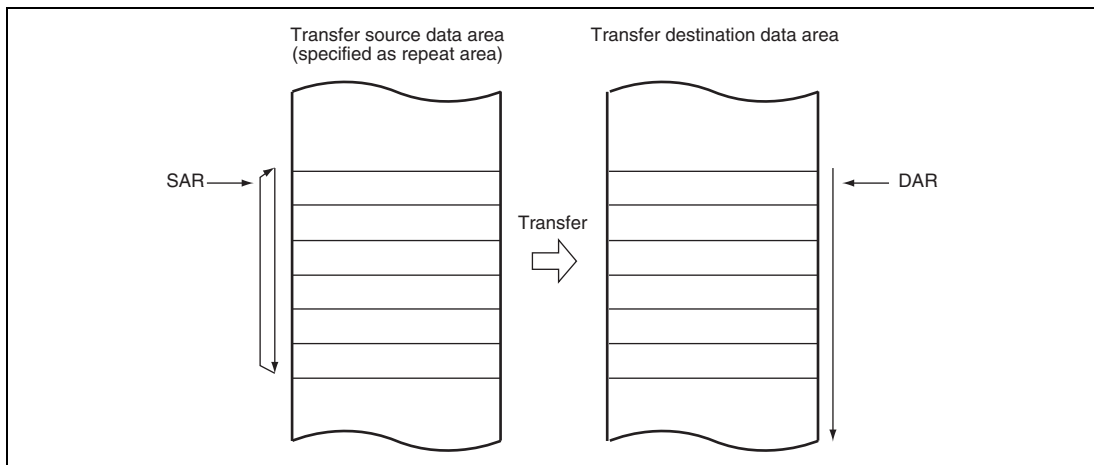 Transfer source data area
(specified as repeat area)
Transfer destination data area
SAR
Transfer
DAR